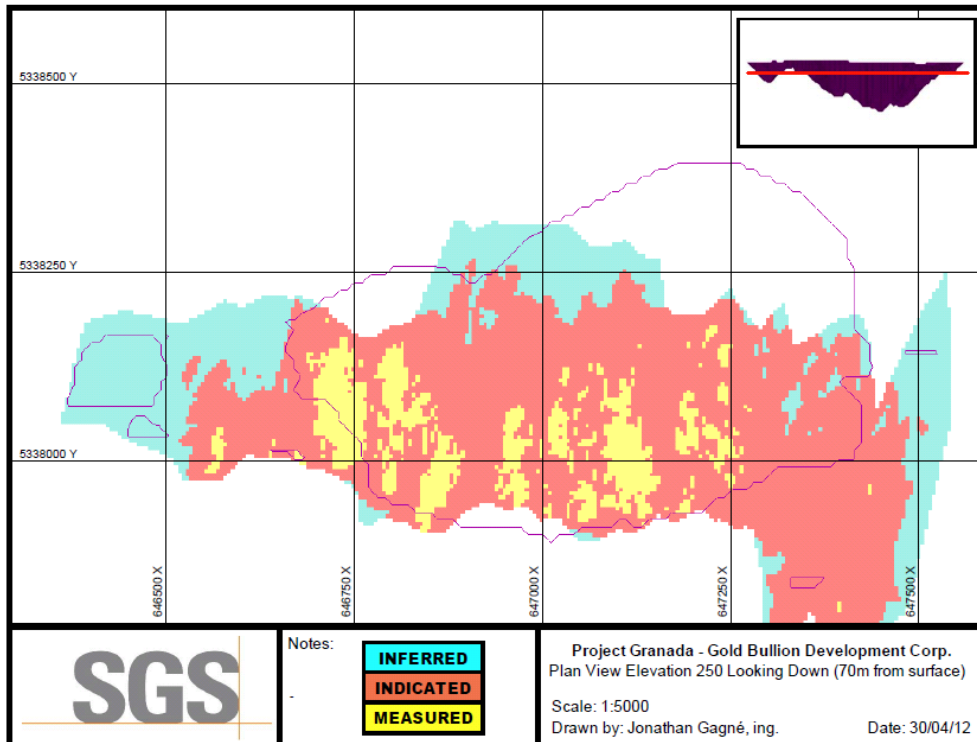 5338500 Y
5338250 Y
5338000 Y
646500 X
646750 X
647000 X
647250 X
647500 X
SGS
Notes:
-
INFERRED
INDICATED
MEASURED
Project Granada - Gold Bullion Development Corp.
Plan View Elevation 250 Looking Down (70m from surface)
Scale: 1:5000
Drawn by: Jonathan Gagné, ing. Date: 30/04/12